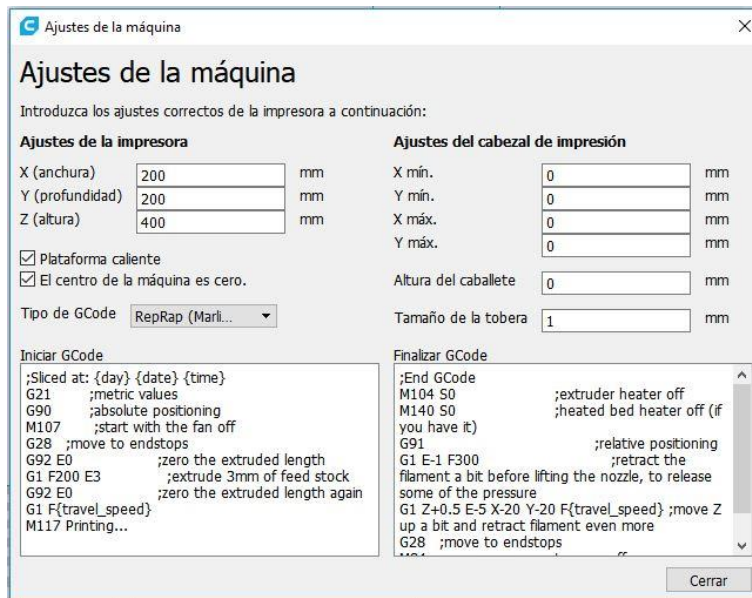 Ajustes de la máquina
Ajustes de la máquina
Introduzca los ajustes correctos de la impresora a continuación:
Ajustes de la impresora
X (anchura) 200 mm
Y (profundidad) 200 mm
Z (altura) 400 mm
Plataforma caliente
El centro de la máquina es cero.
Tipo de GCode RepRap (Marli...
Ajustes del cabezal de impresión
X mín. 0 mm
Y mín. 0 mm
X máx. 0 mm
Y máx. 0 mm
Altura del caballete 0 mm
Tamaño de la tobera 1 mm
Iniciar GCode
;Sliced at: {day} {date} {time}
G21 ;metric values
G90 ;absolute positioning
M107 ;start with the fan off
G28 ;move to endstops
G92 E0 ;zero the extruded length
G1 F200 E3 ;extrude 3mm of feed stock
G92 E0 ;zero the extruded length again
G1 F{travel_speed}
M117 Printing...
Finalizar GCode
;End GCode
M104 S0 ;extruder heater off
M140 S0 ;heated bed heater off (if
you have it)
G91 ;relative positioning
G1 E-1 F300 ;retract the
filament a bit before lifting the nozzle, to release
some of the pressure
G1 Z+0.5 E-5 X-20 Y-20 F{travel_speed} ;move Z
up a bit and retract filament even more
G28 ;move to endstops
Cerrar